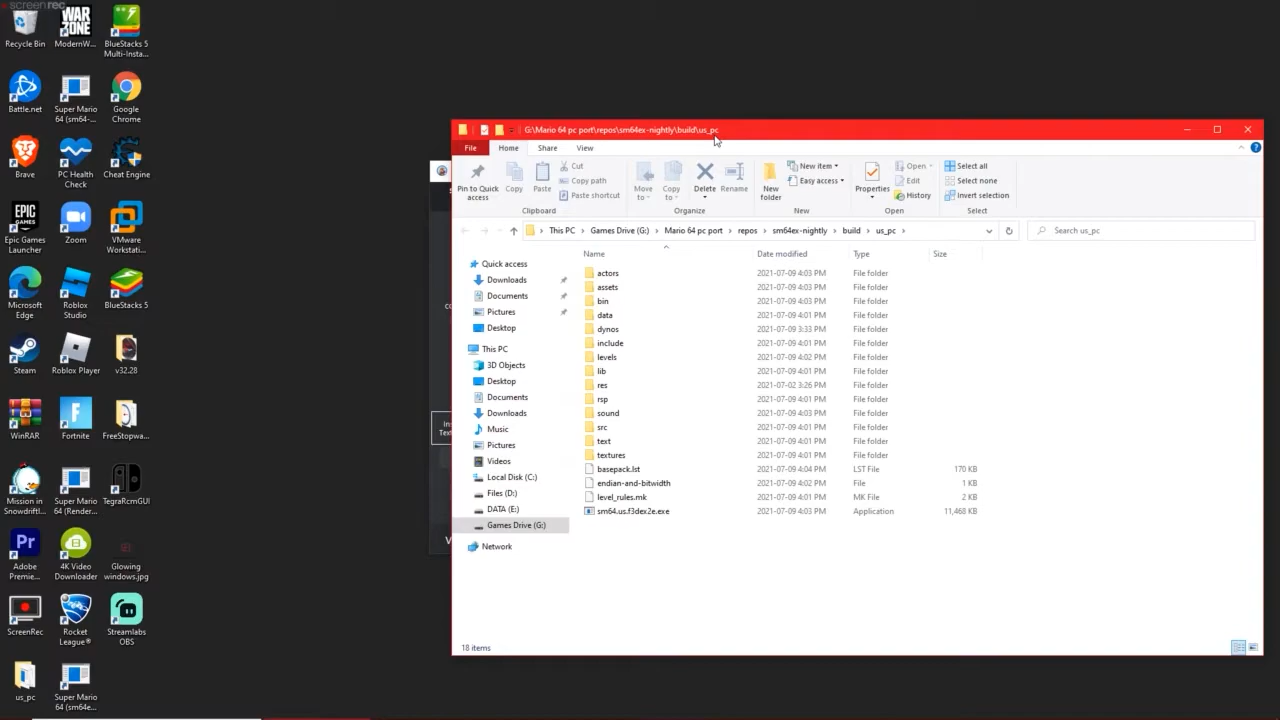 screenrec
Recycle Bin
WAR ZONE
ModernW...
BlueStacks 5 Multi-Insta...
Battle.net
Super Mario 64 (sm64-...
Google Chrome
Brave
PC Health Check
Cheat Engine
EPIC GAMES
Epic Games Launcher
Zoom
VMware Workstati...
Microsoft Edge
Roblox Studio
BlueStacks 5
Steam
Roblox Player
v32.28
WinRAR
Fortnite
FreeStopwa...
Mission in Snowdriftl...
Super Mario 64 (Render...
TegraRcmGUI
Pr
Adobe Premie...
4K Video Downloader
Glowing windows.jpg
ScreenRec
Rocket League®
Streamlabs OBS
us_pc
Super Mario 64 (sm64e...
G:\Mario 64 pc port\repos\sm64ex-nightly\build\us_pc
File Home Share View
Pin to Quick access
Copy
Paste
Cut
Copy path
Paste shortcut
Clipboard
Move to
Copy to
Delete
Rename
Organize
New folder
New item
Easy access
New
Properties
Open
Edit
History
Open
Select all
Select none
Invert selection
Select
This PC > Games Drive (G:) > Mario 64 pc port > repos > sm64ex-nightly > build > us_pc >
Search us_pc
Quick access
Downloads
Documents
Pictures
Desktop
This PC
3D Objects
Desktop
Documents
Downloads
Music
Pictures
Videos
Local Disk (C:)
Files (D:)
DATA (E:)
Games Drive (G:)
Network
Name Date modified Type Size
actors 2021-07-09 4:03 PM File folder
assets 2021-07-09 4:03 PM File folder
bin 2021-07-09 4:03 PM File folder
data 2021-07-09 4:01 PM File folder
dynos 2021-07-09 3:33 PM File folder
include 2021-07-09 4:01 PM File folder
levels 2021-07-09 4:02 PM File folder
lib 2021-07-09 4:01 PM File folder
res 2021-07-02 3:26 PM File folder
rsp 2021-07-09 4:01 PM File folder
sound 2021-07-09 4:03 PM File folder
src 2021-07-09 4:01 PM File folder
text 2021-07-09 4:01 PM File folder
textures 2021-07-09 4:01 PM File folder
basepack.lst 2021-07-09 4:04 PM LST File 170 KB
endian-and-bitwidth 2021-07-09 4:02 PM File 1 KB
level_rules.mk 2021-07-09 4:01 PM MK File 2 KB
sm64.us.f3dex2e.exe 2021-07-09 4:03 PM Application 11,468 KB
18 items